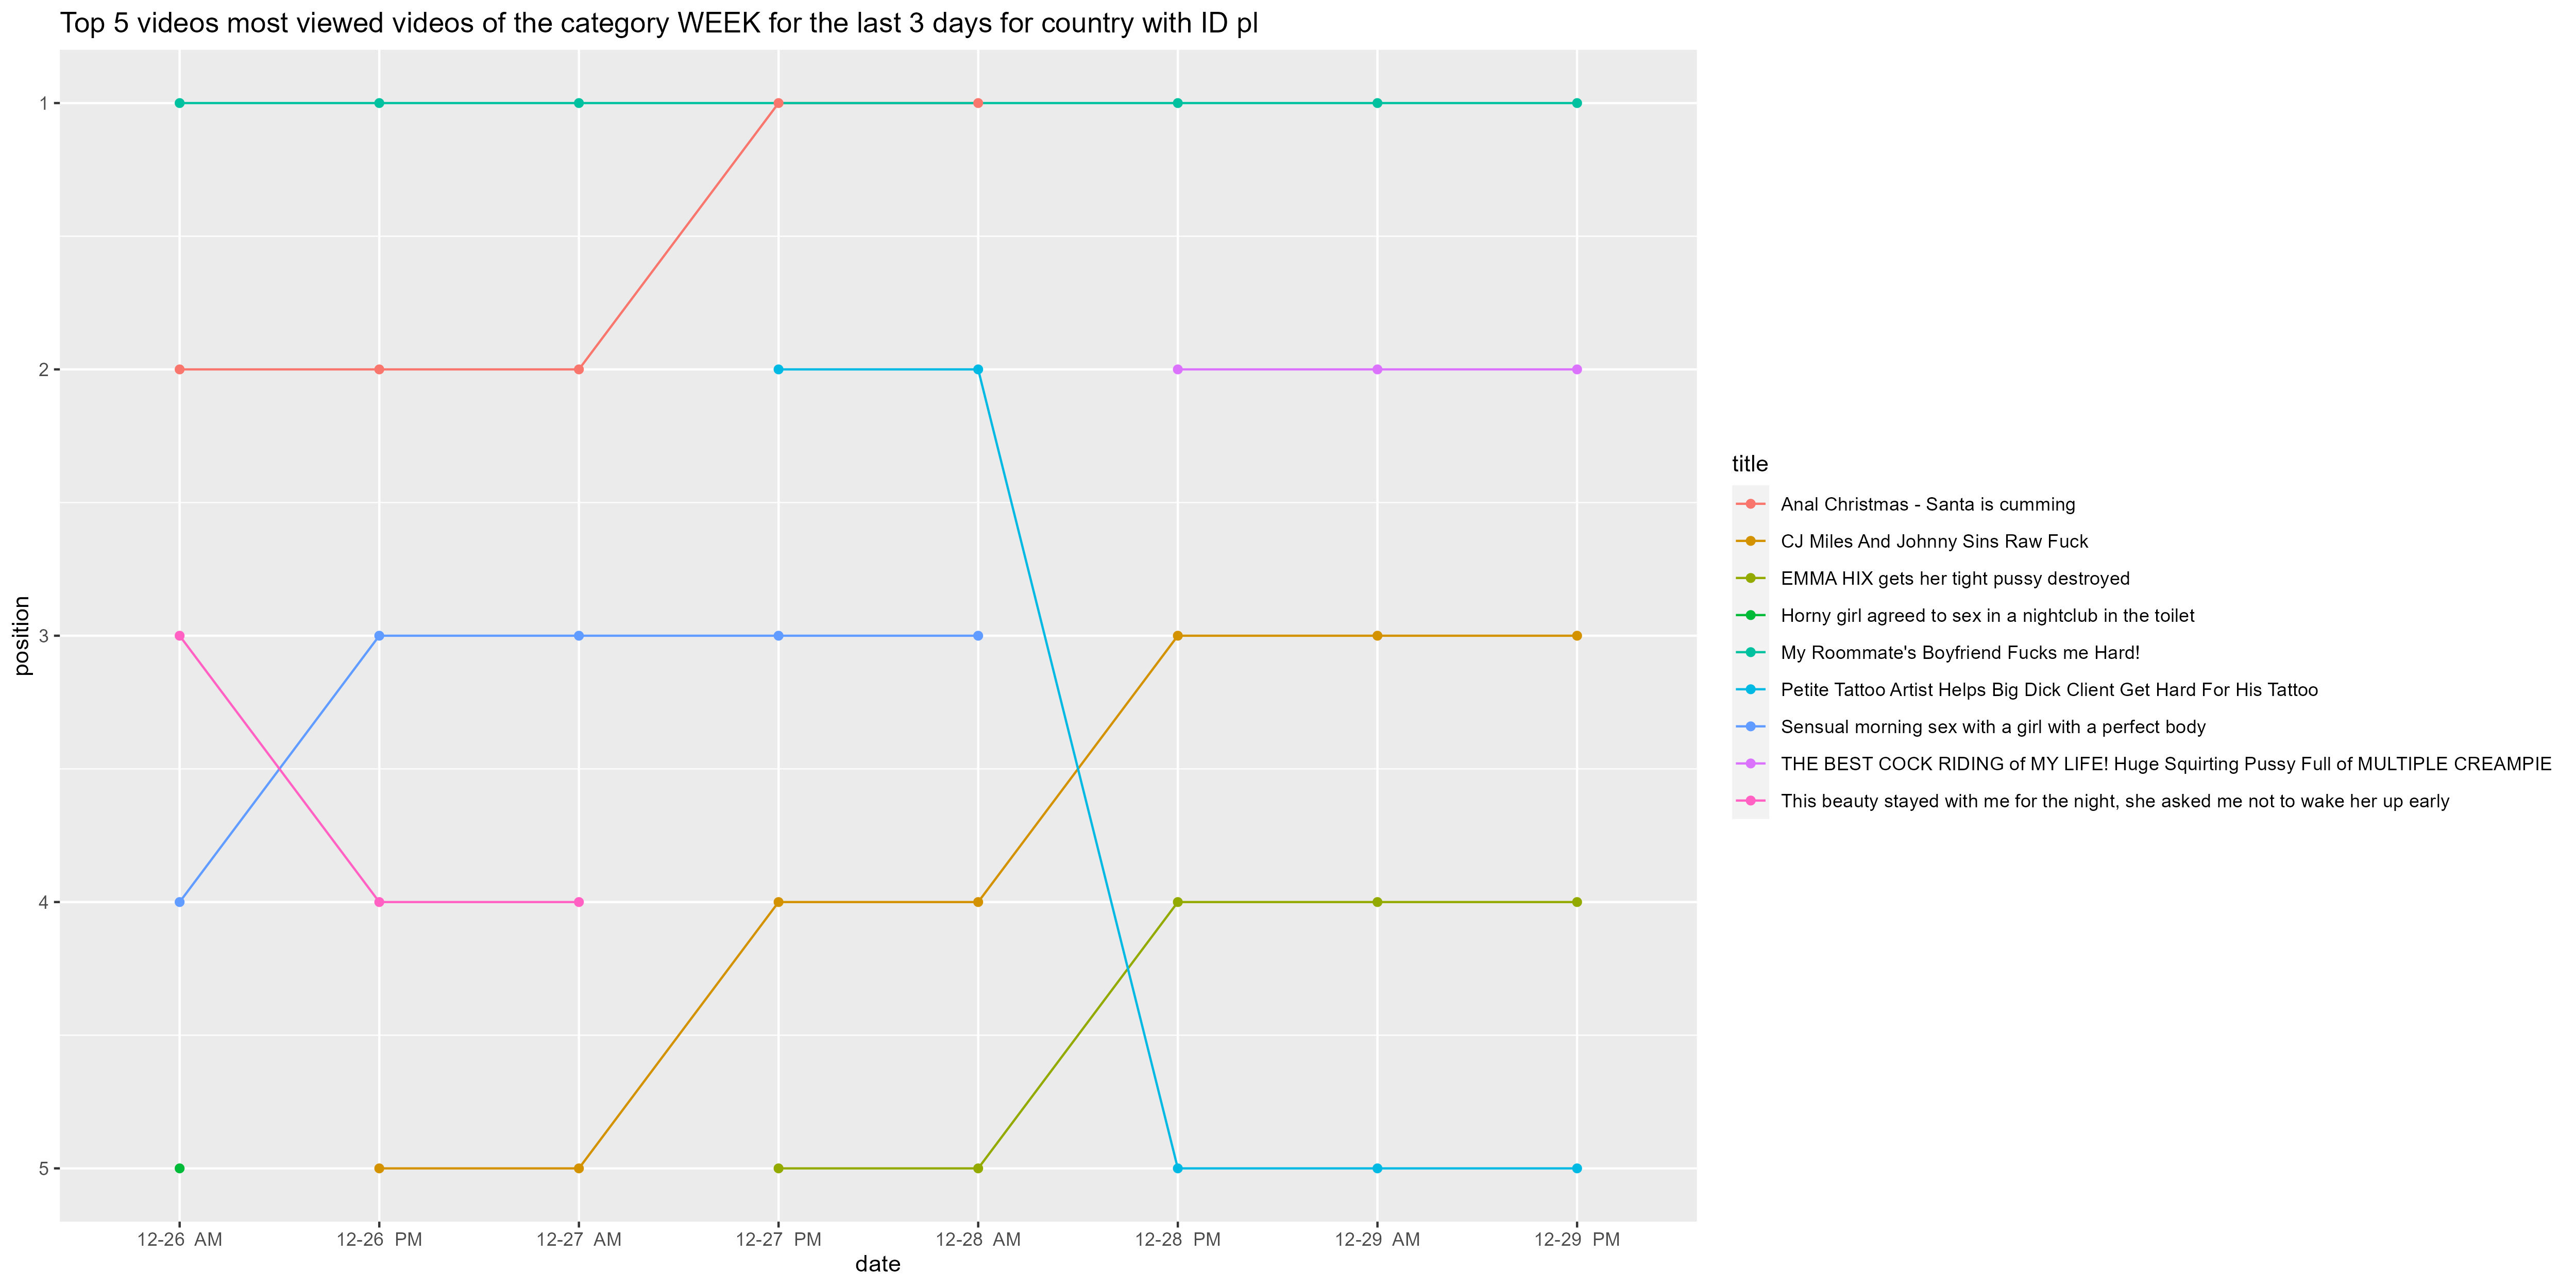 Top 5 videos most viewed videos of the category WEEK for the last 3 days for country with ID pl
position
1
2
3
4
5
12-26 AM
12-26 PM
12-27 AM
12-27 PM
12-28 AM
12-28 PM
12-29 AM
12-29 PM
date
title
Anal Christmas - Santa is cumming
CJ Miles And Johnny Sins Raw Fuck
EMMA HIX gets her tight pussy destroyed
Horny girl agreed to sex in a nightclub in the toilet
My Roommate's Boyfriend Fucks me Hard!
Petite Tattoo Artist Helps Big Dick Client Get Hard For His Tattoo
Sensual morning sex with a girl with a perfect body
THE BEST COCK RIDING of MY LIFE! Huge Squirting Pussy Full of MULTIPLE CREAMPIE
This beauty stayed with me for the night, she asked me not to wake her up early